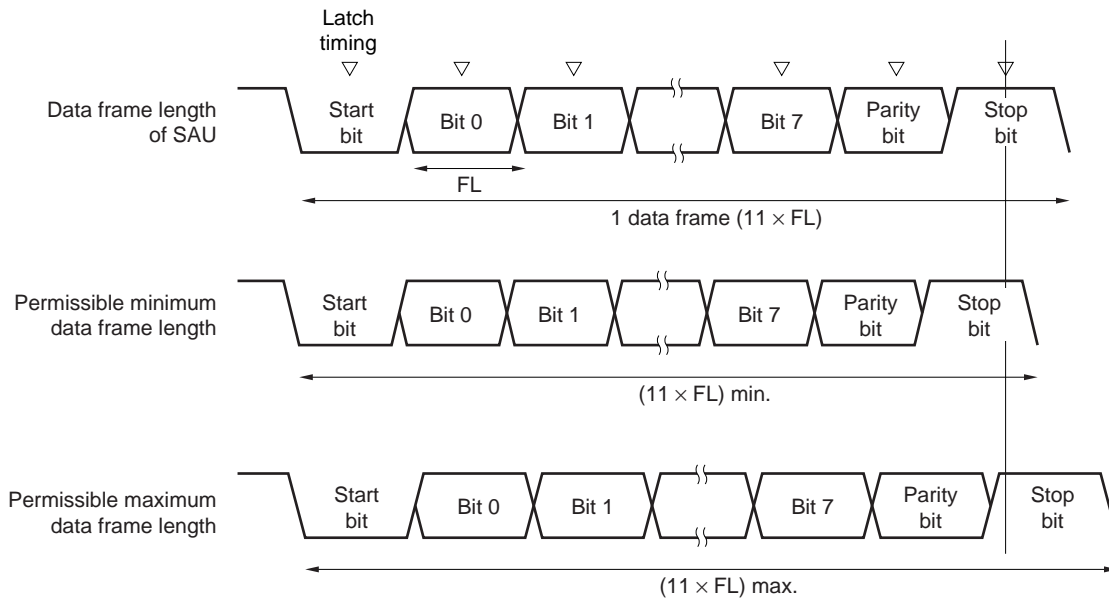 Latch
timing
Data frame length
of SAU
Start
bit
Bit 0
Bit 1
Bit 7
Parity
bit
Stop
bit
FL
1 data frame (11 × FL)
Permissible minimum
data frame length
Start
bit
Bit 0
Bit 1
Bit 7
Parity
bit
Stop
bit
(11 × FL) min.
Permissible maximum
data frame length
Start
bit
Bit 0
Bit 1
Bit 7
Parity
bit
Stop
bit
(11 × FL) max.